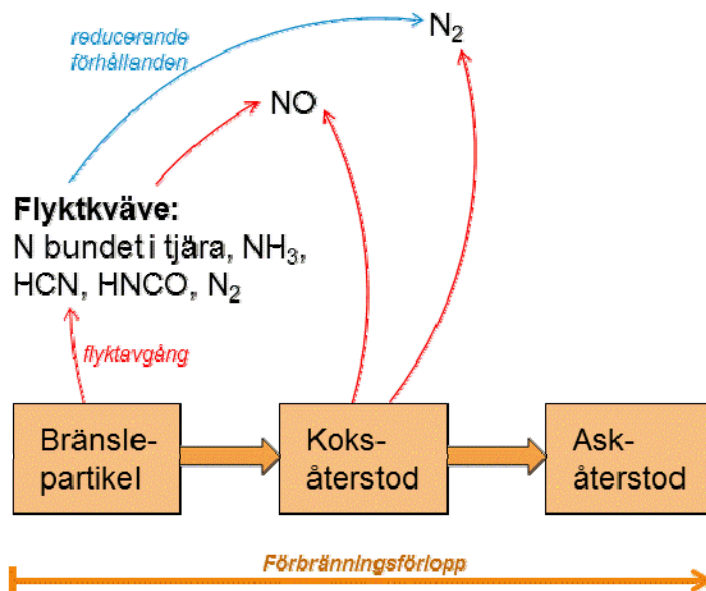 reducerande
förhållanden
N₂
NO
Flyktkväve:
N bundet i tjära, NH₃,
HCN, HNCO, N₂
flyktavgång
Bränsle-
partikel
Koks-
återstod
Ask-
återstod
Förbränningsförlopp